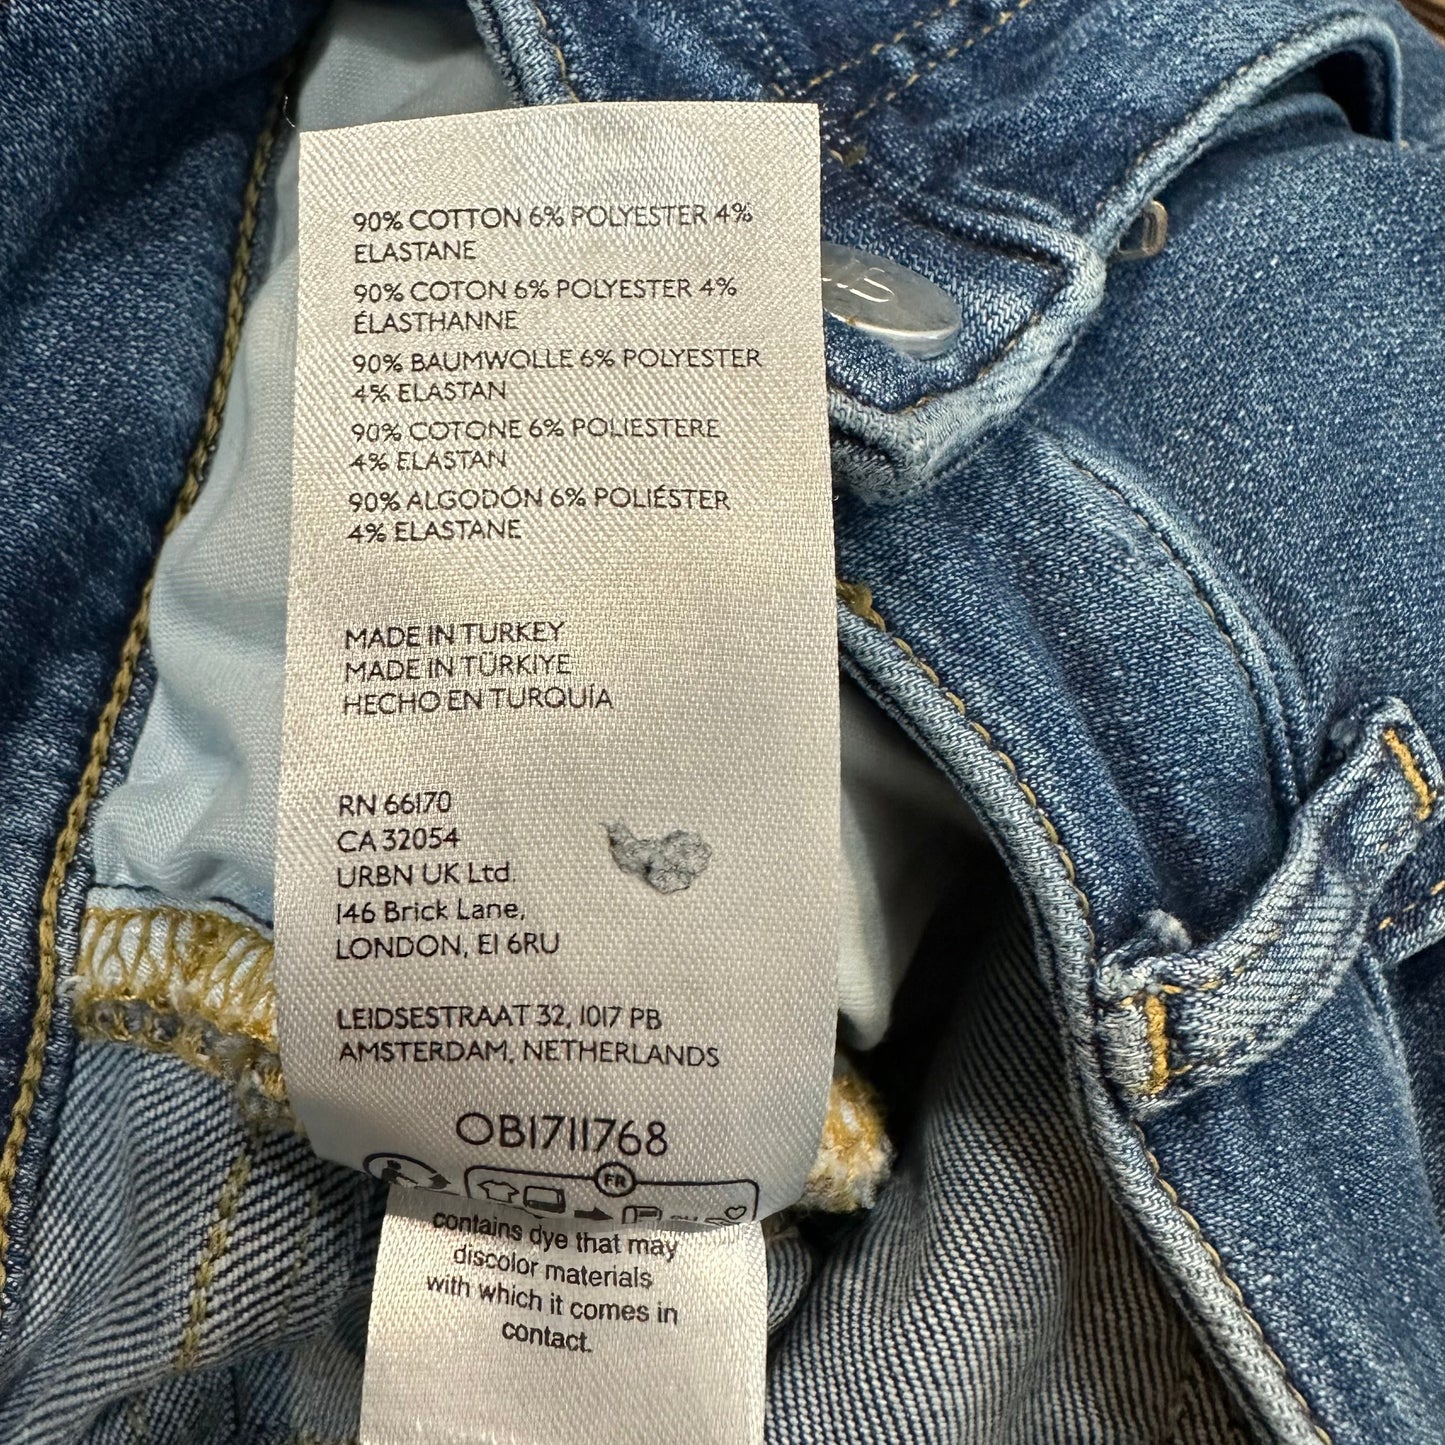 90% COTTON 6% POLYESTER 4%
ELASTANE
90% COTON 6% POLYESTER 4%
ÉLASTHANNE
90% BAUMWOLLE 6% POLYESTER
4% ELASTAN
90% COTONE 6% POLIESTERE
4% ELASTAN
90% ALGODÓN 6% POLIÉSTER
4% ELASTANE
MADE IN TURKEY
MADE IN TÜRKIYE
HECHO EN TURQUÍA
RN 66170
CA 32054
URBN UK Ltd.
146 Brick Lane,
LONDON, E1 6RU
LEIDSESTRAAT 32, 1017 PB
AMSTERDAM, NETHERLANDS
OB1711768
FR
contains dye that may
discolor materials
with which it comes in
contact.